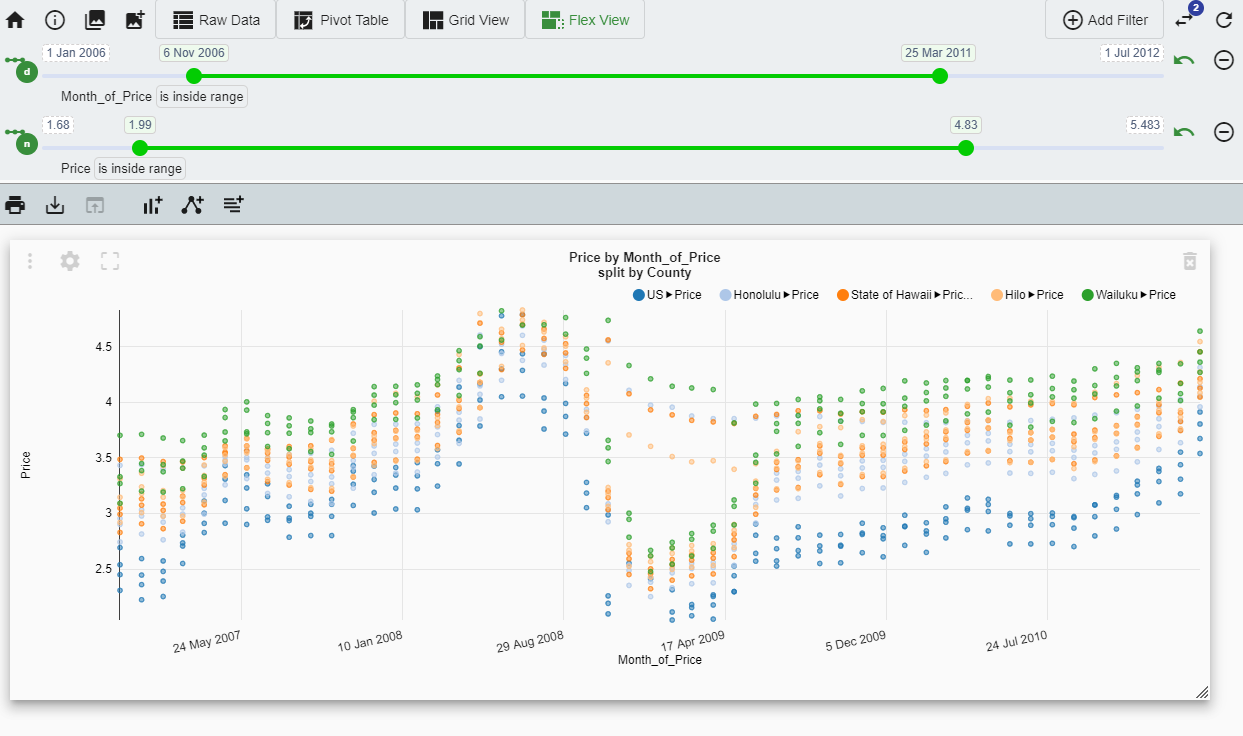 Raw Data
Pivot Table
Grid View
Flex View
Add Filter
2
1 Jan 2006
6 Nov 2006
25 Mar 2011
1 Jul 2012
d
Month_of_Price is inside range
1.68
1.99
4.83
5.483
n
Price is inside range
Price by Month_of_Price
split by County
US▸Price
Honolulu▸Price
State of Hawaii▸Pric...
Hilo▸Price
Wailuku▸Price
4.5
4
3.5
3
2.5
Price
24 May 2007
10 Jan 2008
29 Aug 2008
17 Apr 2009
5 Dec 2009
24 Jul 2010
Month_of_Price